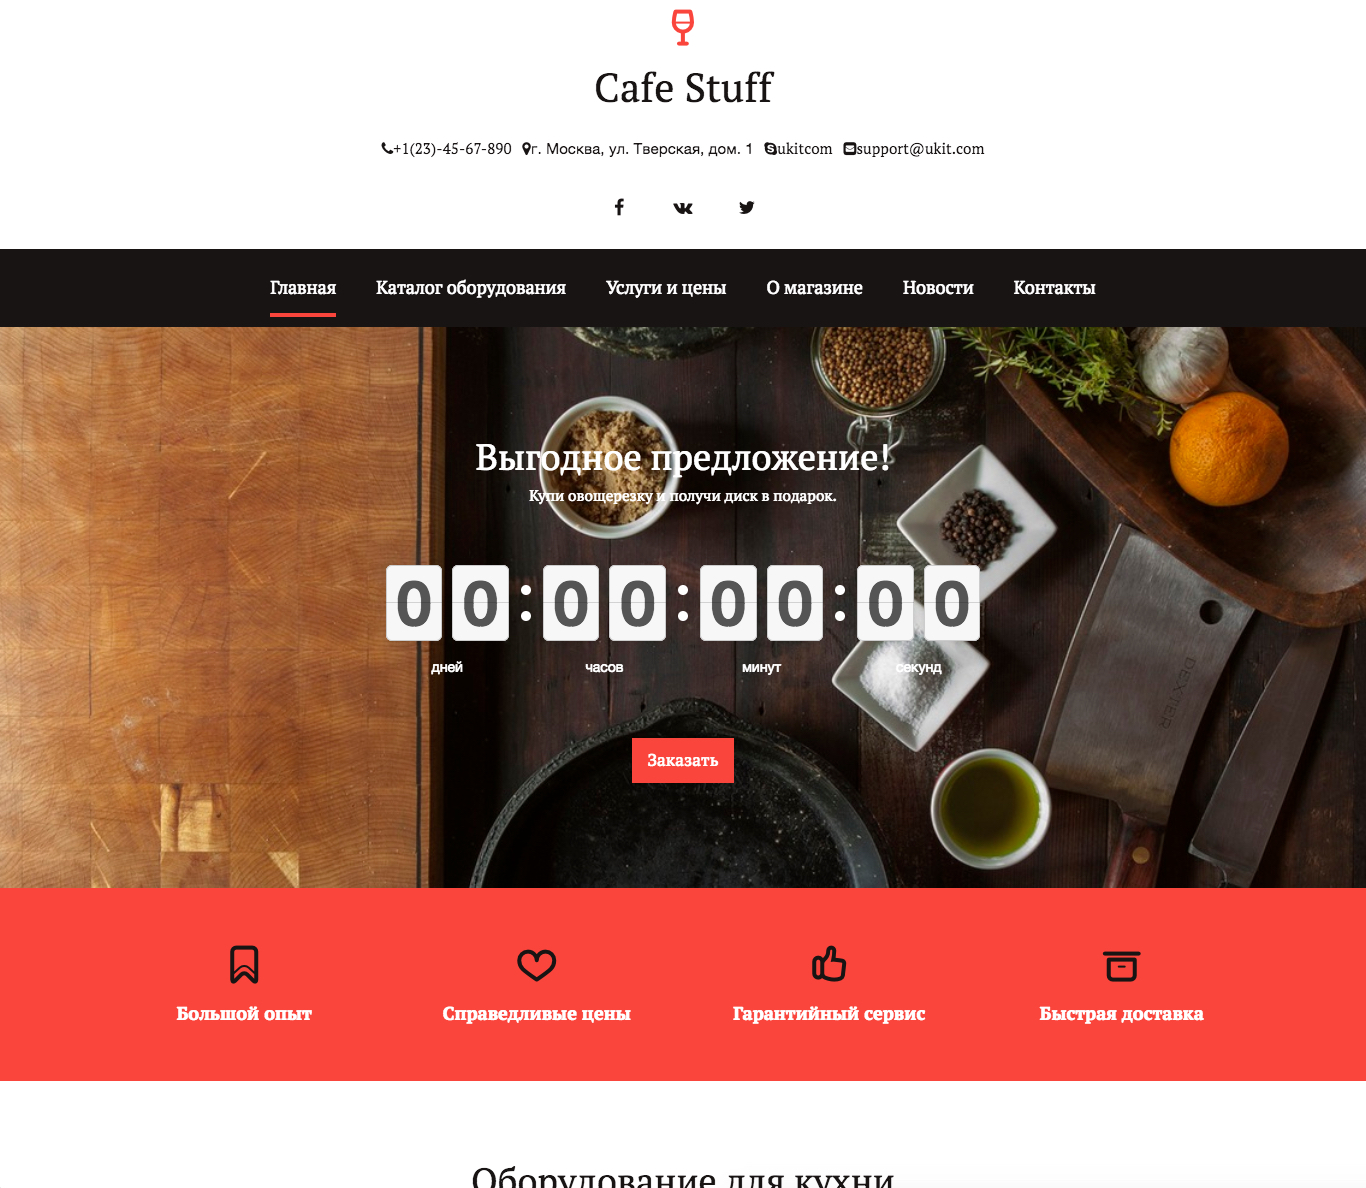 Cafe Stuff
+1(23)-45-67-890 г. Москва, ул. Тверская, дом. 1 ukitcom support@ukit.com
Главная Каталог оборудования Услуги и цены О магазине Новости Контакты
Выгодное предложение!
Купи овощерезку и получи диск в подарок.
00:00:00:00
дней часов минут секунд
DEXTER
Заказать
Большой опыт Справедливые цены Гарантийный сервис Быстрая доставка
Оборудование для кухни